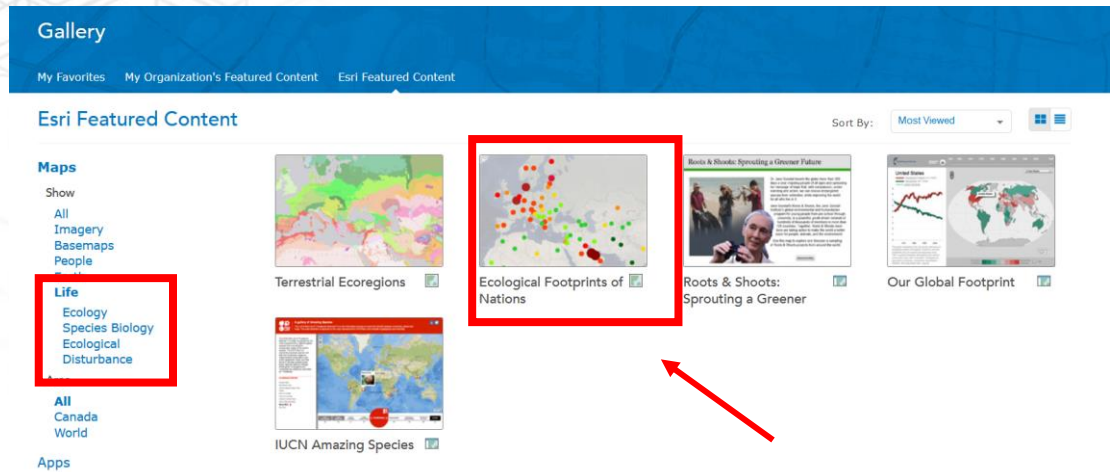 Gallery
My Favorites My Organization's Featured Content Esri Featured Content
Esri Featured Content
Sort By: Most Viewed
Maps
Show
All
Imagery
Basemaps
People
Life
Ecology
Species Biology
Ecological
Disturbance
All
Canada
World
Apps
Terrestrial Ecoregions
Ecological Footprints of
Nations
Roots & Shoots: Sprouting a Greener Future
Roots & Shoots:
Sprouting a Greener
United States
Our Global Footprint
IUCN Amazing Species